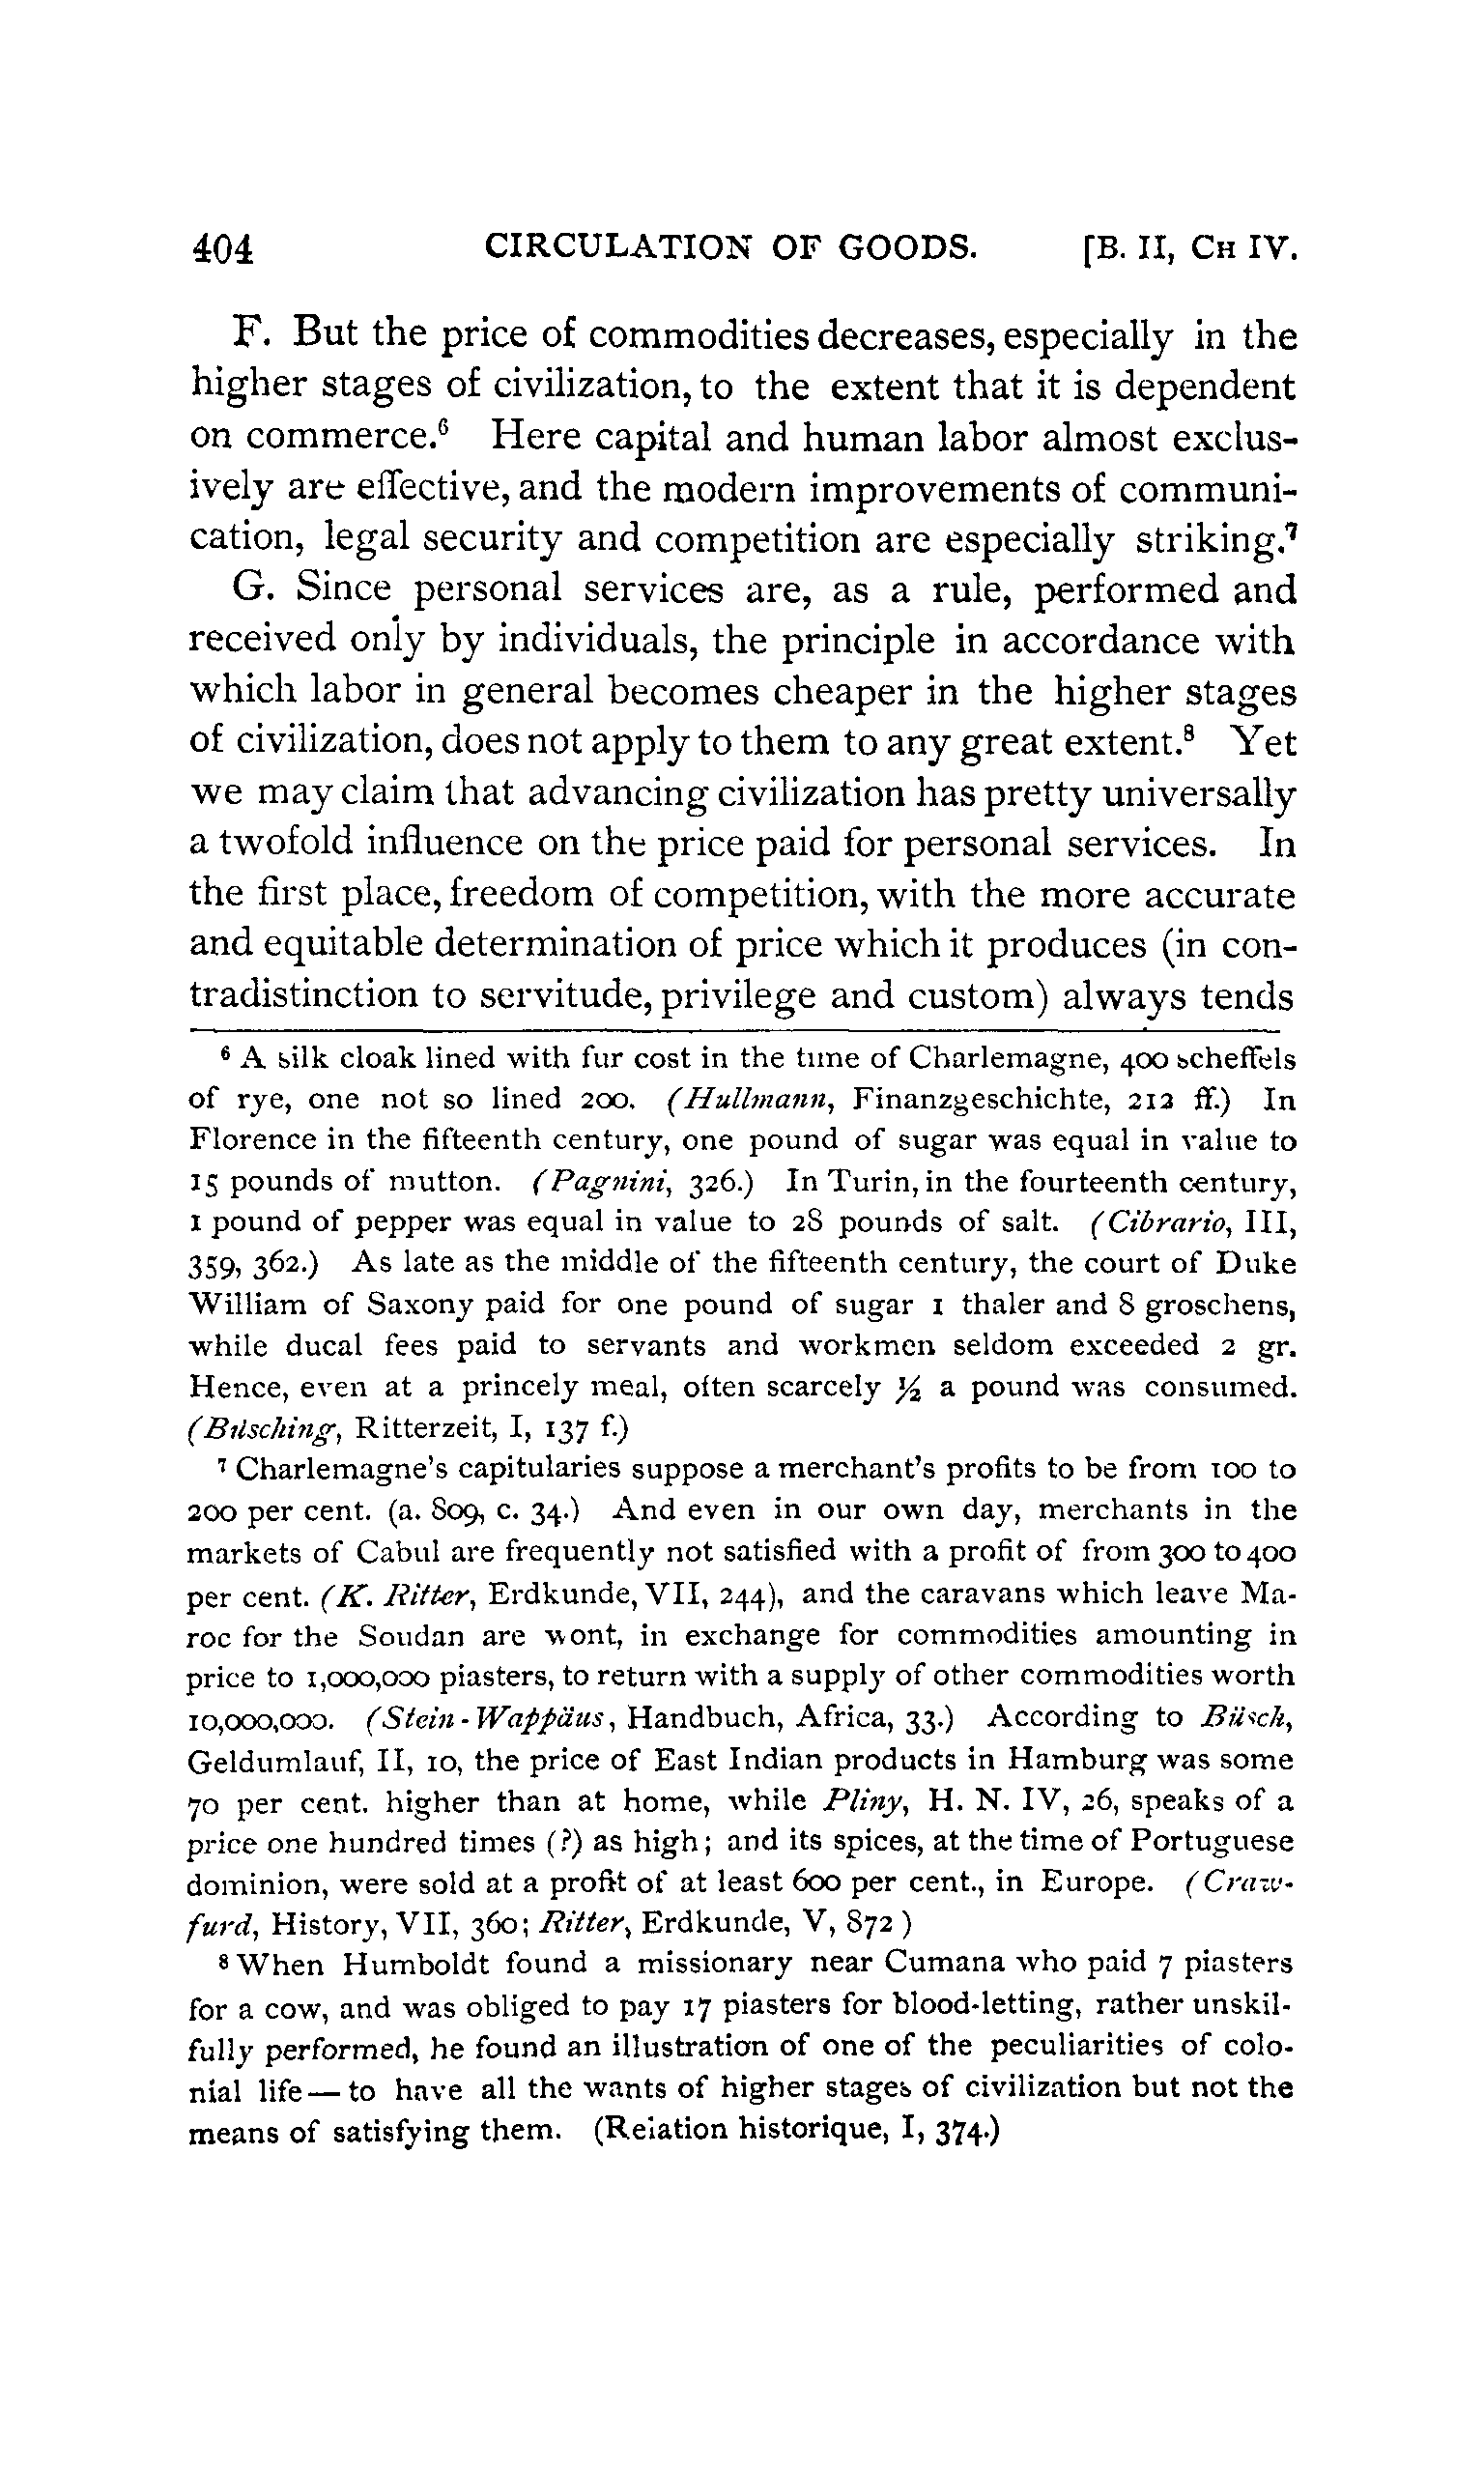 404 CIRCULATION OF GOODS. [B. II, CH IV.
F. But the price of commodities decreases, especially in the
higher stages of civilization, to the extent that it is dependent
on commerce.⁶ Here capital and human labor almost exclus-
ively are effective, and the modern improvements of communi-
cation, legal security and competition are especially striking.⁷
G. Since personal services are, as a rule, performed and
received only by individuals, the principle in accordance with
which labor in general becomes cheaper in the higher stages
of civilization, does not apply to them to any great extent.⁸ Yet
we may claim that advancing civilization has pretty universally
a twofold influence on the price paid for personal services. In
the first place, freedom of competition, with the more accurate
and equitable determination of price which it produces (in con-
tradistinction to servitude, privilege and custom) always tends
⁶ A silk cloak lined with fur cost in the time of Charlemagne, 400 scheffels
of rye, one not so lined 200. (Hullmann, Finanzgeschichte, 212 ff.) In
Florence in the fifteenth century, one pound of sugar was equal in value to
15 pounds of mutton. (Pagnini, 326.) In Turin, in the fourteenth century,
1 pound of pepper was equal in value to 28 pounds of salt. (Cibrario, III,
359, 362.) As late as the middle of the fifteenth century, the court of Duke
William of Saxony paid for one pound of sugar 1 thaler and 8 groschens,
while ducal fees paid to servants and workmen seldom exceeded 2 gr.
Hence, even at a princely meal, often scarcely ½ a pound was consumed.
(Büsching, Ritterzeit, I, 137 f.)
⁷ Charlemagne's capitularies suppose a merchant's profits to be from 100 to
200 per cent. (a. 809, c. 34.) And even in our own day, merchants in the
markets of Cabul are frequently not satisfied with a profit of from 300 to 400
per cent. (K. Ritter, Erdkunde, VII, 244), and the caravans which leave Ma-
roc for the Soudan are wont, in exchange for commodities amounting in
price to 1,000,000 piasters, to return with a supply of other commodities worth
10,000,000. (Stein-Wappäus, Handbuch, Africa, 33.) According to Büsch,
Geldumlauf, II, 10, the price of East Indian products in Hamburg was some
70 per cent. higher than at home, while Pliny, H. N. IV, 26, speaks of a
price one hundred times (?) as high; and its spices, at the time of Portuguese
dominion, were sold at a profit of at least 600 per cent., in Europe. (Craw-
furd, History, VII, 360; Ritter, Erdkunde, V, 872)
⁸ When Humboldt found a missionary near Cumana who paid 7 piasters
for a cow, and was obliged to pay 17 piasters for blood-letting, rather unskil-
fully performed, he found an illustration of one of the peculiarities of colo-
nial life—to have all the wants of higher stages of civilization but not the
means of satisfying them. (Relation historique, I, 374.)